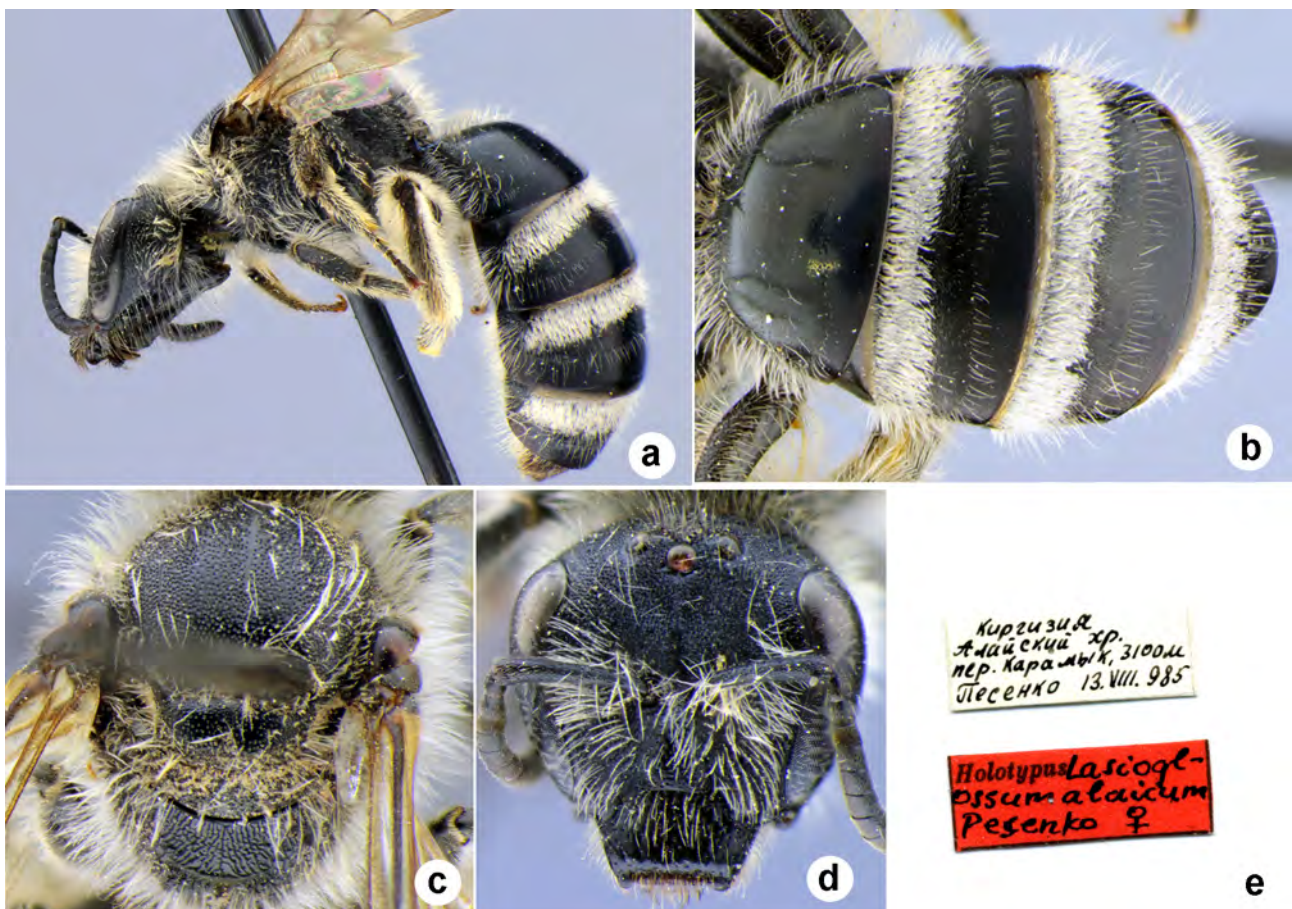 a
b
c
d
Киргизия
Алайский хр.
пер. Карамык, 3100м
Песенко 13.VIII.985
Holotypus Lasiogl-
ossum alaicum
Pesenko ♀
e